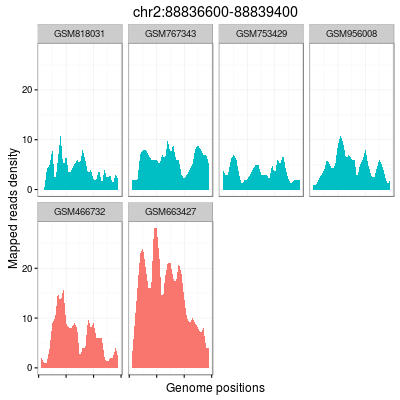 chr2:88836600-88839400
GSM818031 GSM767343 GSM753429 GSM956008
20
10
0
Mapped reads density
GSM466732 GSM663427
20
10
0
Genome positions